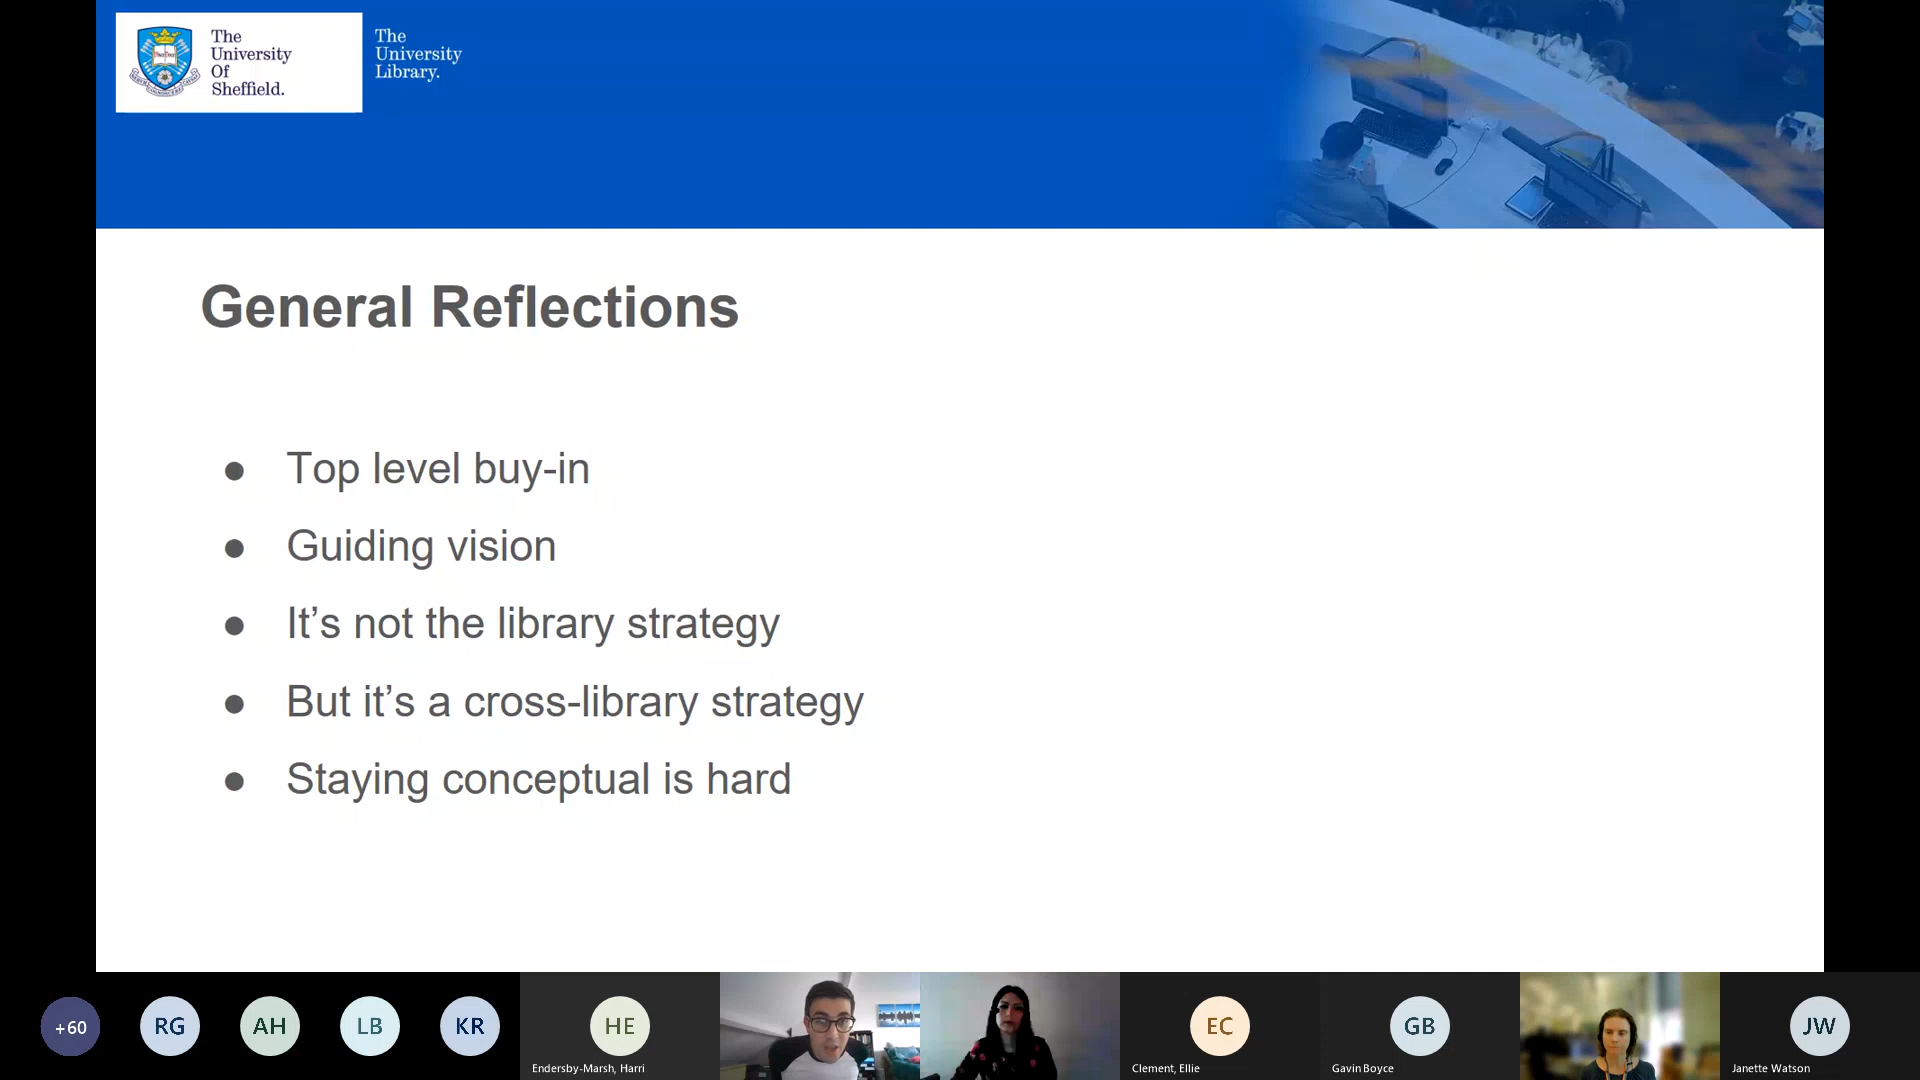 The
University
Of
Sheffield.
The
University
Library.
General Reflections
● Top level buy-in
● Guiding vision
● It’s not the library strategy
● But it’s a cross-library strategy
● Staying conceptual is hard
+60
RG
AH
LB
KR
HE
EC
GB
JW
Endersby-Marsh, Harri
Clement, Ellie
Gavin Boyce
Janette Watson